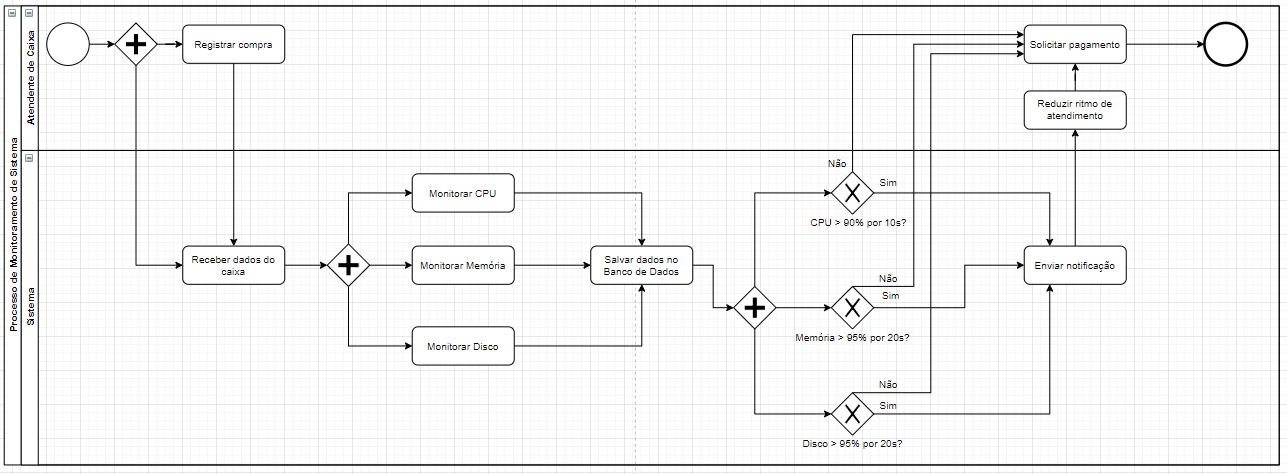 Processo de Monitoramento de Sistema
Atendente de Caixa
Registrar compra
Solicitar pagamento
Reduzir ritmo de
atendimento
Sistema
Receber dados do
caixa
Monitorar CPU
Monitorar Memória
Monitorar Disco
Salvar dados no
Banco de Dados
Não
Sim
CPU > 90% por 10s?
Não
Sim
Memória > 95% por 20s?
Não
Sim
Disco > 95% por 20s?
Enviar notificação